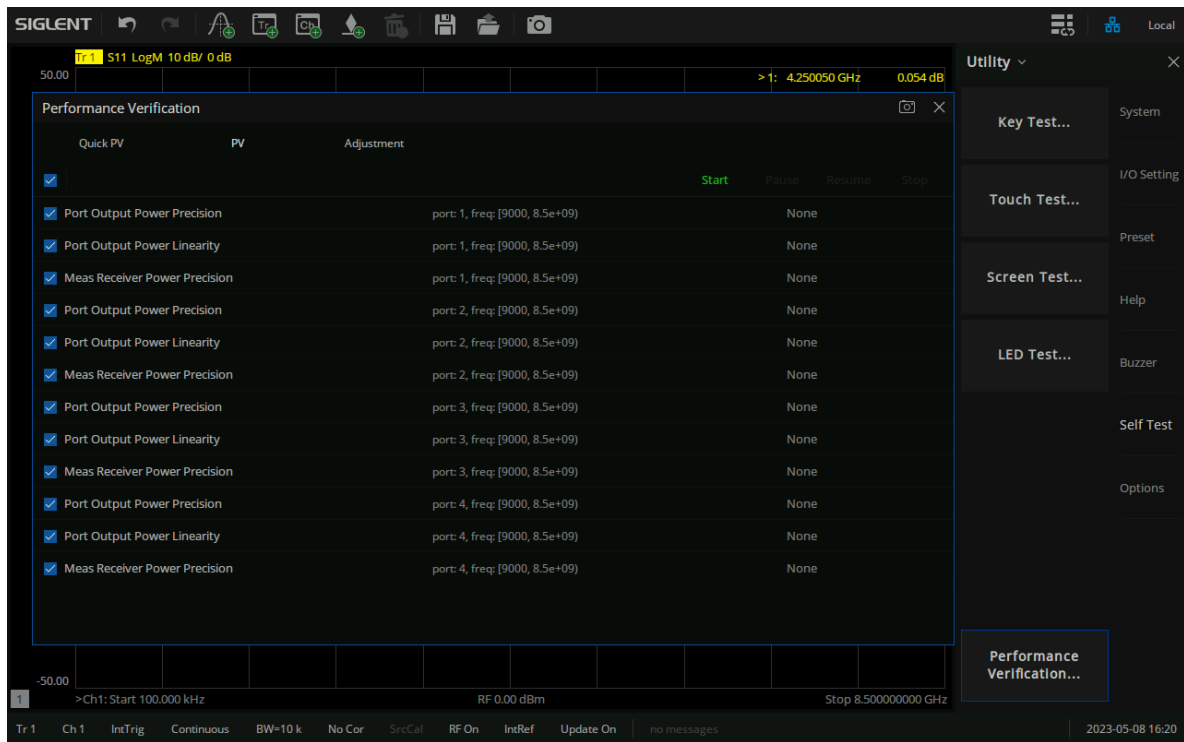 SIGLENT Tr Ch Local
Tr 1 S11 LogM 10 dB/ 0 dB
50.00
> 1: 4.250050 GHz 0.054 dB
Performance Verification
Quick PV PV Adjustment
Start Pause Resume Stop
Port Output Power Precision port: 1, freq: [9000, 8.5e+09) None
Port Output Power Linearity port: 1, freq: [9000, 8.5e+09) None
Meas Receiver Power Precision port: 1, freq: [9000, 8.5e+09) None
Port Output Power Precision port: 2, freq: [9000, 8.5e+09) None
Port Output Power Linearity port: 2, freq: [9000, 8.5e+09) None
Meas Receiver Power Precision port: 2, freq: [9000, 8.5e+09) None
Port Output Power Precision port: 3, freq: [9000, 8.5e+09) None
Port Output Power Linearity port: 3, freq: [9000, 8.5e+09) None
Meas Receiver Power Precision port: 3, freq: [9000, 8.5e+09) None
Port Output Power Precision port: 4, freq: [9000, 8.5e+09) None
Port Output Power Linearity port: 4, freq: [9000, 8.5e+09) None
Meas Receiver Power Precision port: 4, freq: [9000, 8.5e+09) None
-50.00
1 >Ch1: Start 100.000 kHz RF 0.00 dBm Stop 8.500000000 GHz
Utility
Key Test...
Touch Test...
Screen Test...
LED Test...
Performance
Verification...
System
I/O Setting
Preset
Help
Buzzer
Self Test
Options
Tr 1 Ch 1 IntTrig Continuous BW=10 k No Cor SrcCal RF On IntRef Update On no messages 2023-05-08 16:20